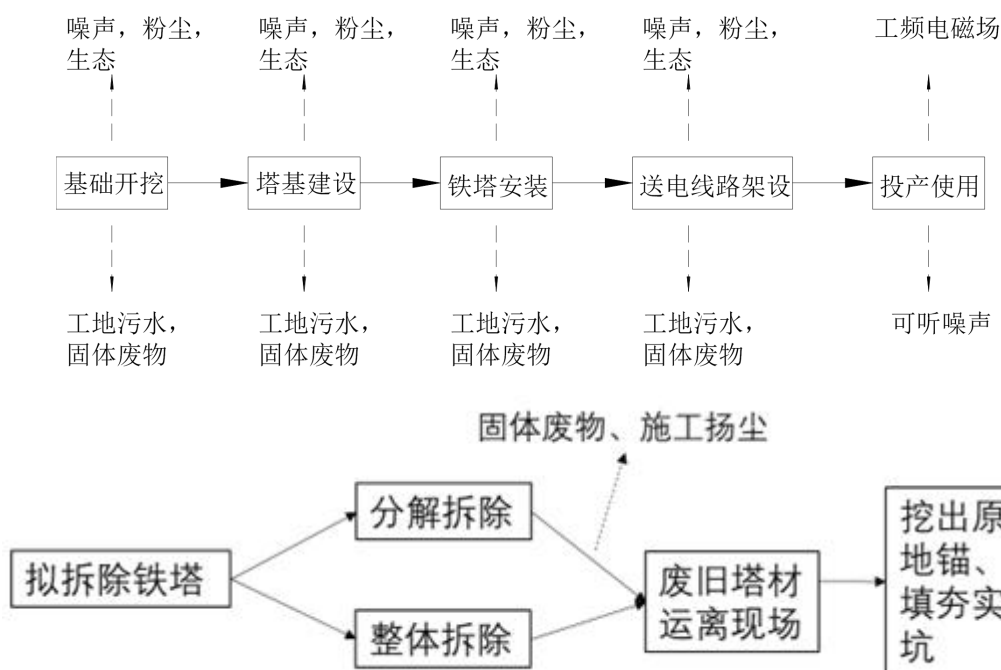 噪声，粉尘，
生态
噪声，粉尘，
生态
噪声，粉尘，
生态
噪声，粉尘，
生态
工频电磁场
基础开挖
塔基建设
铁塔安装
送电线路架设
投产使用
工地污水，
固体废物
工地污水，
固体废物
工地污水，
固体废物
工地污水，
固体废物
可听噪声
固体废物、施工扬尘
拟拆除铁塔
分解拆除
整体拆除
废旧塔材
运离现场
挖出原
地锚、
填夯实
坑